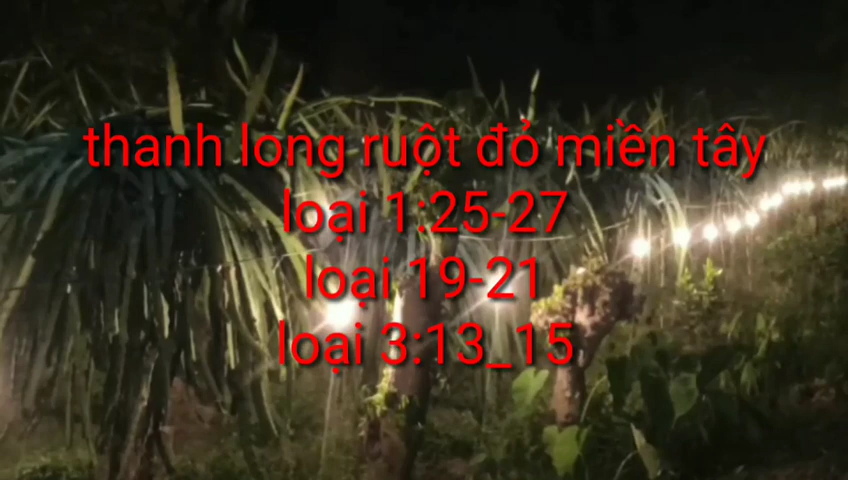 thanh long ruột đỏ miền tây
loại 1:25-27
loại 19-21
loại 3:13_15